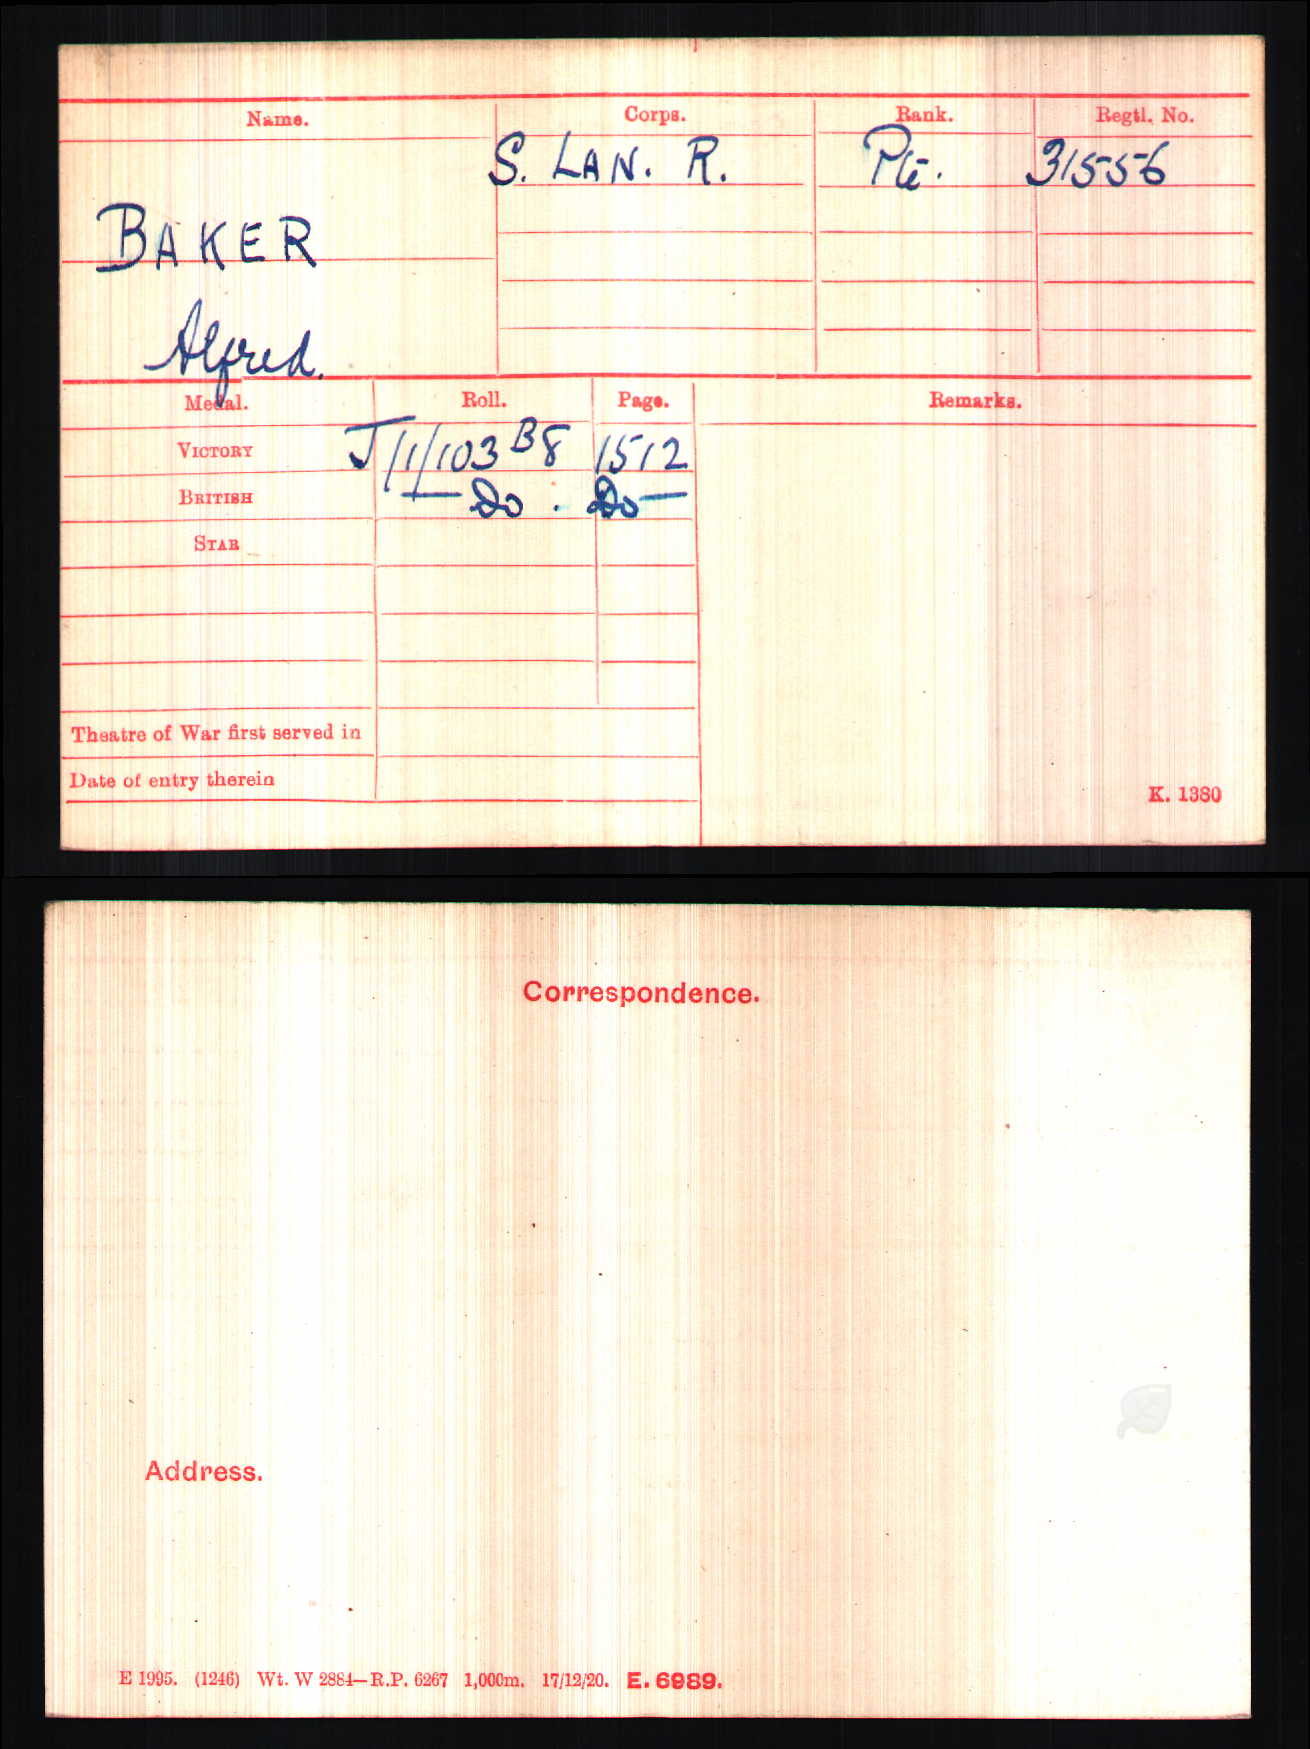 Name. Corps. Rank. Regtl. No.
S. LAN. R. Pte. 31556
BAKER
Alfred.
Medal. Roll. Page. Remarks.
VICTORY J/1/103 B8 1512
BRITISH — Do . Do —
STAR
Theatre of War first served in
Date of entry therein
K. 1380
Correspondence.
Address.
E 1995. (1246) Wt. W 2884—R.P. 6267 1,000m. 17/12/20. E. 6989.